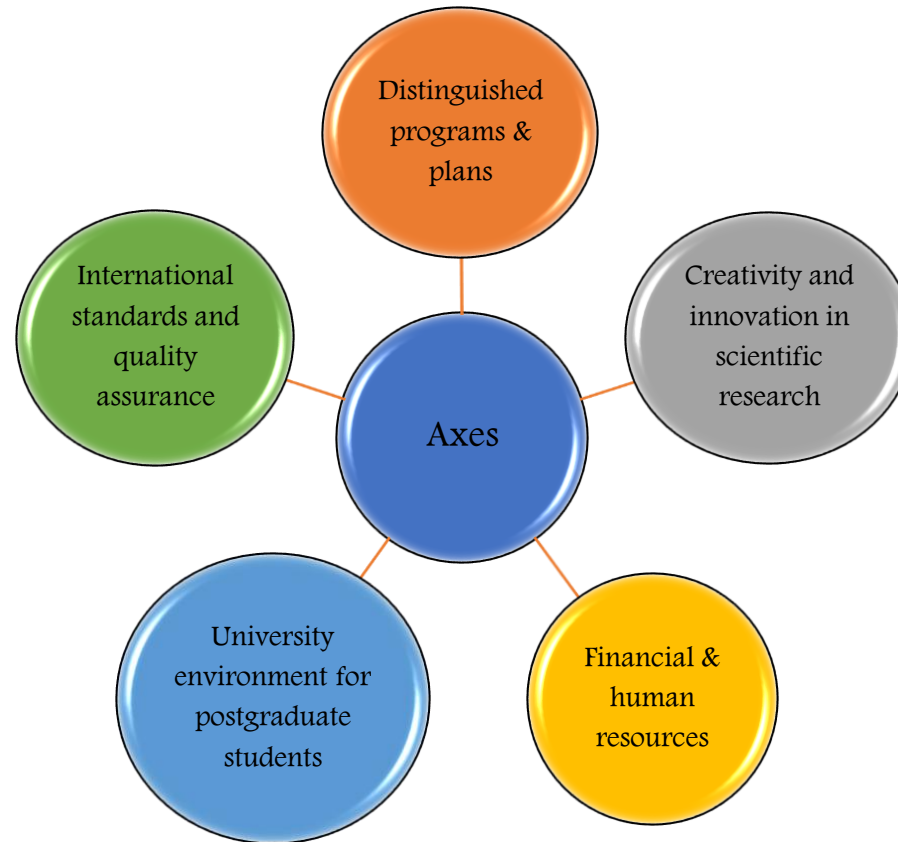 Distinguished
programs &
plans
International
standards and
quality
assurance
Creativity and
innovation in
scientific
research
Axes
University
environment for
postgraduate
students
Financial &
human
resources